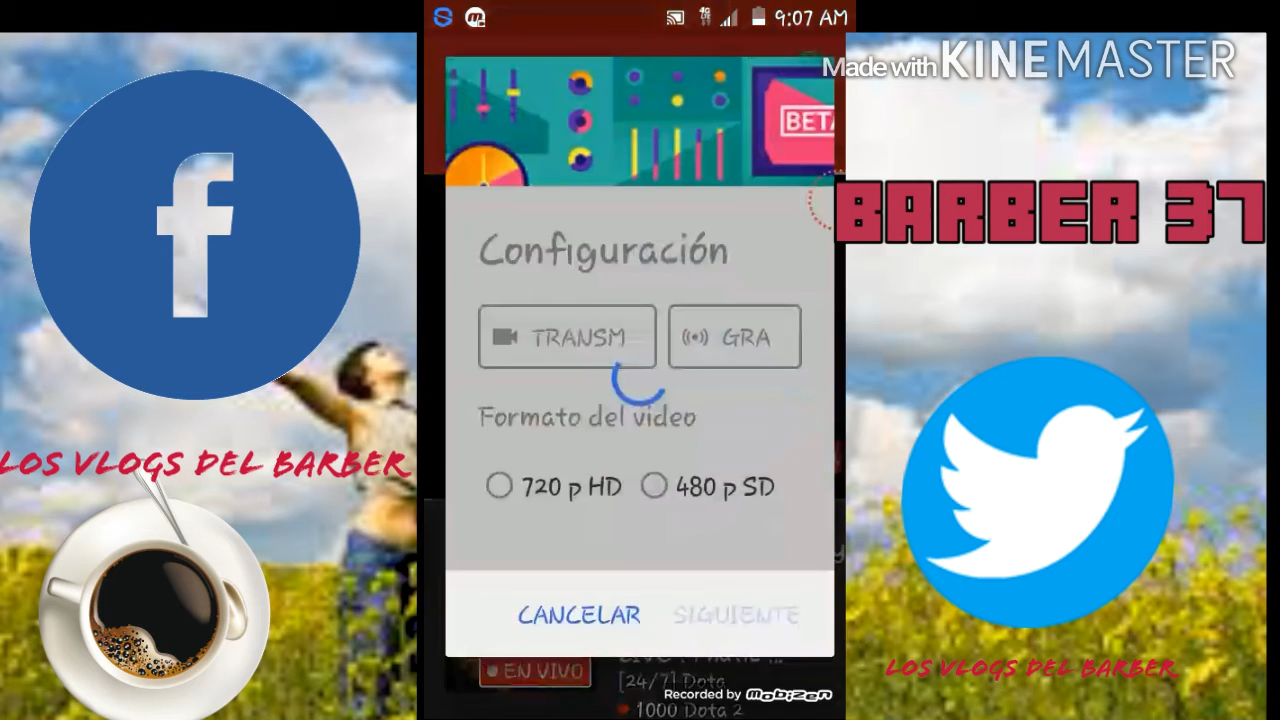 9:07 AM
Made with KINEMASTER
BETA
BARBER 37
Configuración
TRANSM
GRA
Formato del video
LOS VLOGS DEL BARBER
720 p HD
480 p SD
CANCELAR
SIGUIENTE
EN VIVO
[24/7] Dota
1000 Dota 2
LOS VLOGS DEL BARBER
Recorded by mobizen